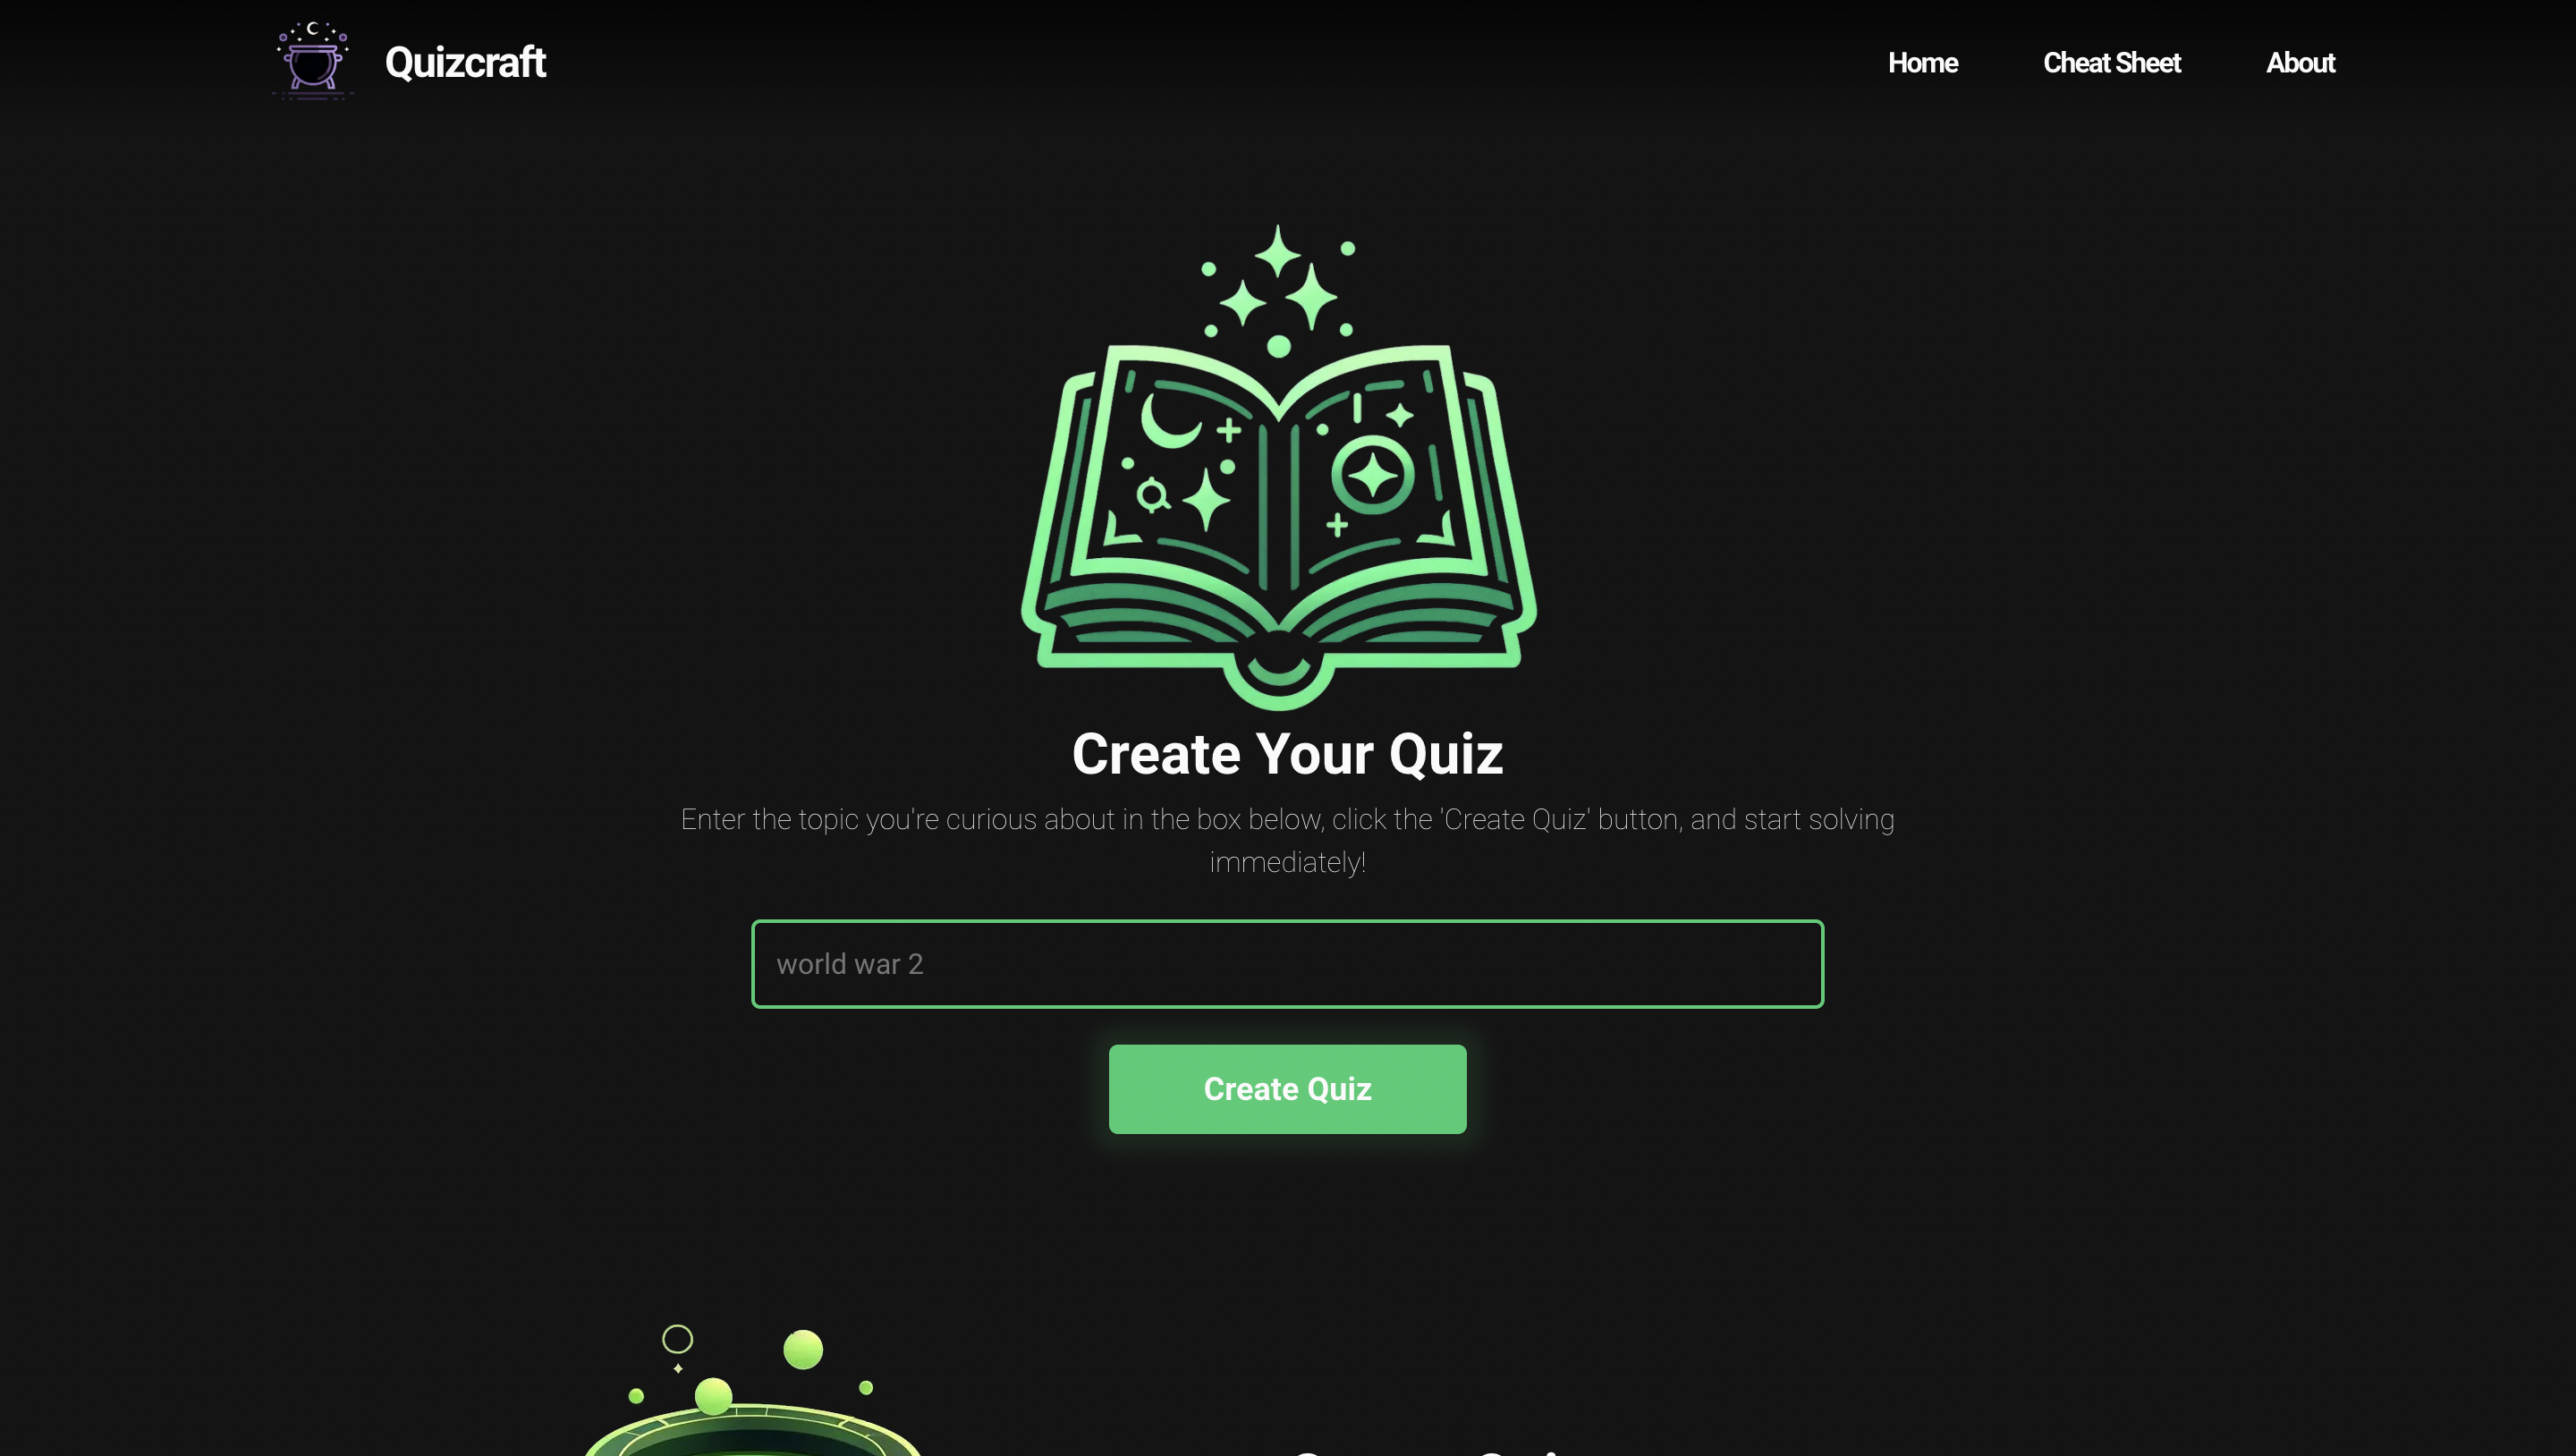 Quizcraft
Home
Cheat Sheet
About
Create Your Quiz
Enter the topic you're curious about in the box below, click the 'Create Quiz' button, and start solving
immediately!
world war 2
Create Quiz